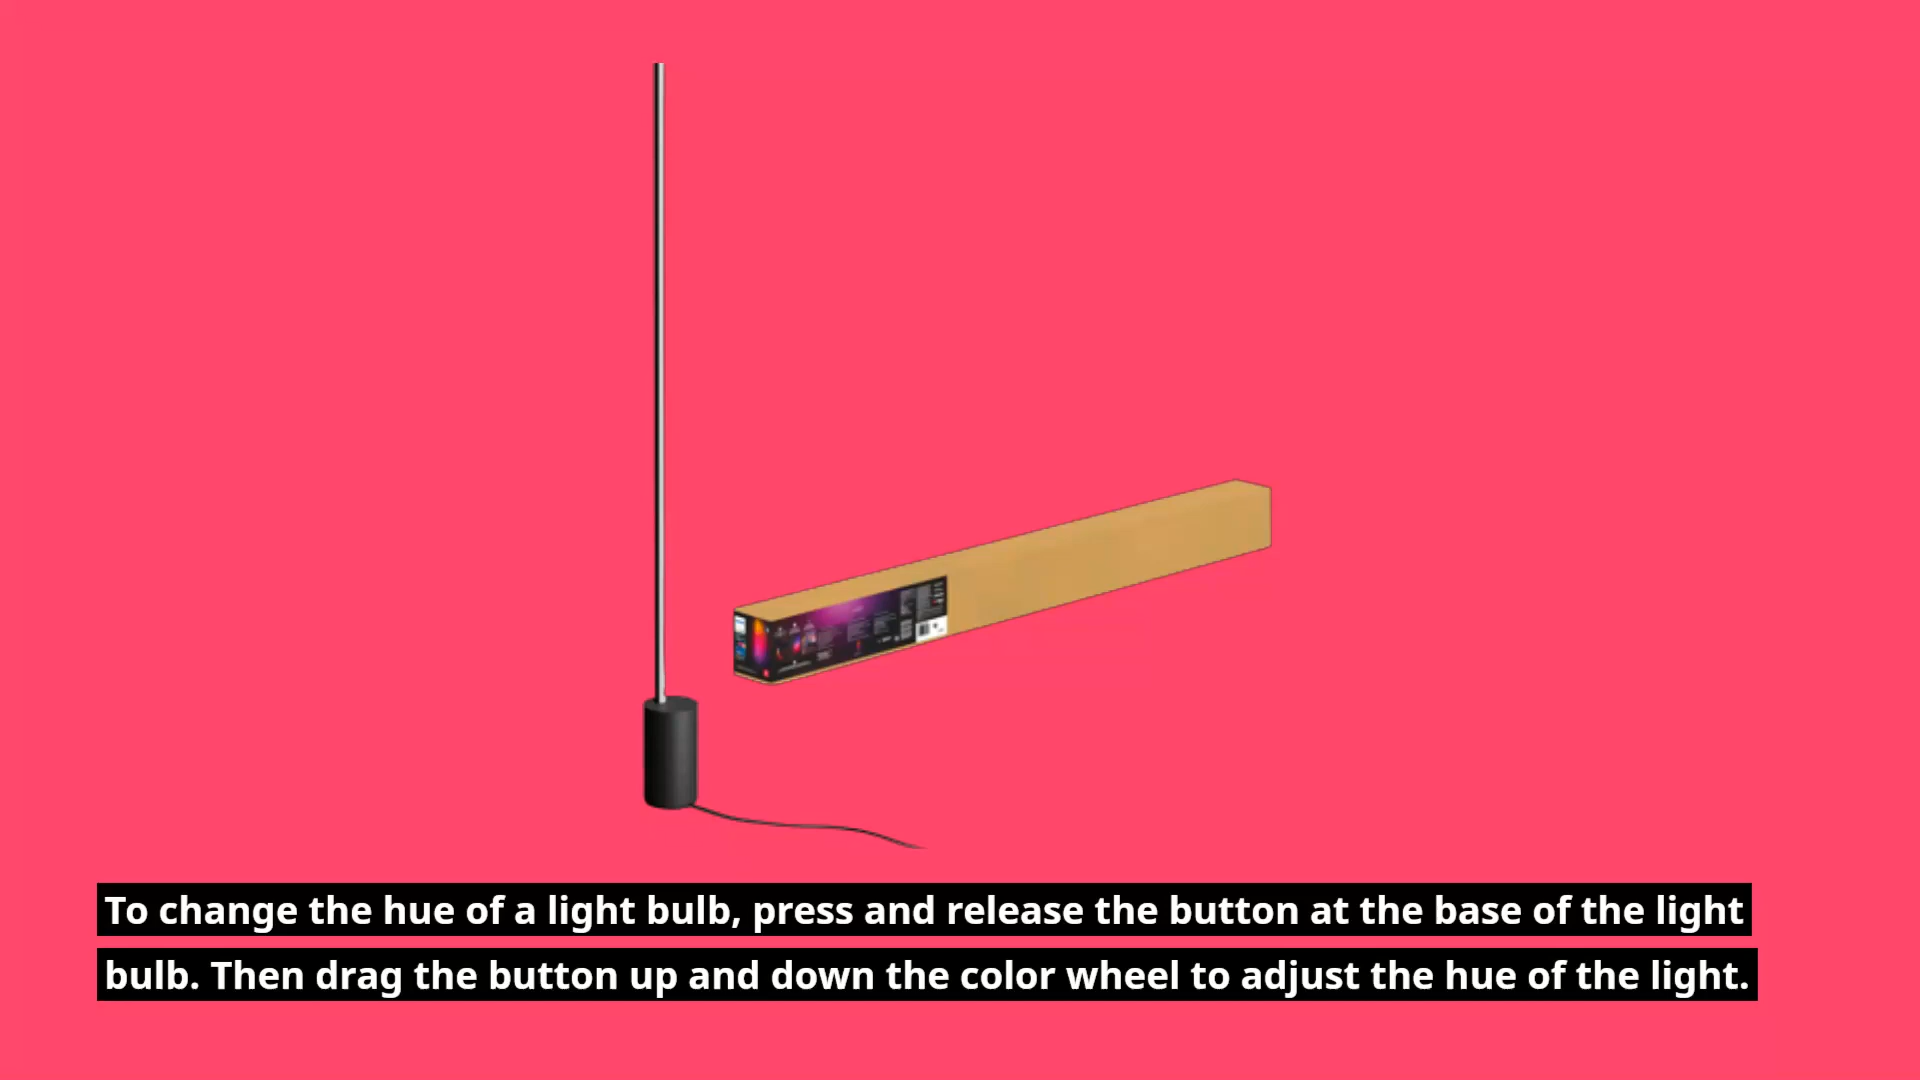 To change the hue of a light bulb, press and release the button at the base of the light
bulb. Then drag the button up and down the color wheel to adjust the hue of the light.